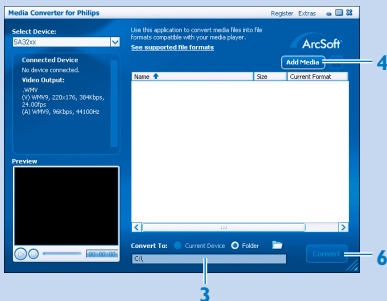 Media Converter for Philips
Register Extras
Select Device:
SA32xx
Use this application to convert media files into file
formats compatible with your media player.
See supported file formats
ArcSoft
Connected Device
No device connected.
Video Output:
.WMV
(V) WMV9, 220x176, 384Kbps,
24.00fps
(A) WMV9, 96Kbps, 44100Hz
Add Media
4
Name Size Current Format
Preview
00:00:00
Convert To: Current Device Folder
C:\
Convert
6
3